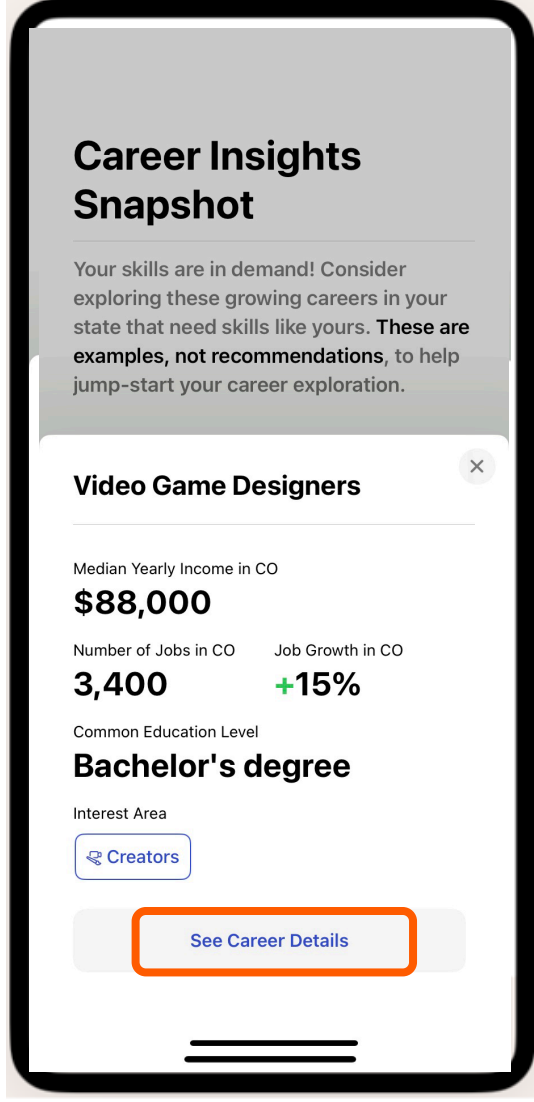 Career Insights
Snapshot
Your skills are in demand! Consider
exploring these growing careers in your
state that need skills like yours. These are
examples, not recommendations, to help
jump-start your career exploration.
Video Game Designers
Median Yearly Income in CO
$88,000
Number of Jobs in CO Job Growth in CO
3,400 +15%
Common Education Level
Bachelor's degree
Interest Area
Creators
See Career Details